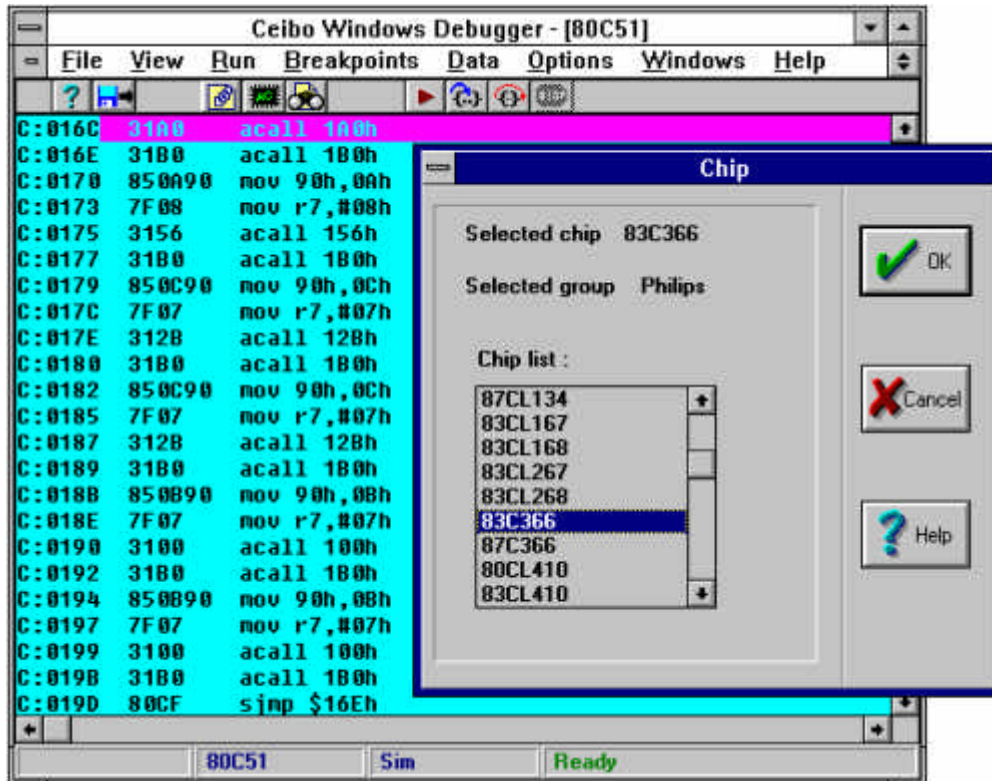 Ceibo Windows Debugger - [80C51]
File View Run Breakpoints Data Options Windows Help
C:016C 31A0 acall 1A0h
C:016E 31B0 acall 1B0h
C:0170 850A90 mov 90h,0Ah
C:0173 7F08 mov r7,#08h
C:0175 3156 acall 156h
C:0177 31B0 acall 1B0h
C:0179 850C90 mov 90h,0Ch
C:017C 7F07 mov r7,#07h
C:017E 312B acall 12Bh
C:0180 31B0 acall 1B0h
C:0182 850C90 mov 90h,0Ch
C:0185 7F07 mov r7,#07h
C:0187 312B acall 12Bh
C:0189 31B0 acall 1B0h
C:018B 850B90 mov 90h,0Bh
C:018E 7F07 mov r7,#07h
C:0190 3100 acall 100h
C:0192 31B0 acall 1B0h
C:0194 850B90 mov 90h,0Bh
C:0197 7F07 mov r7,#07h
C:0199 3100 acall 100h
C:019B 31B0 acall 1B0h
C:019D 80CF sjmp $16Eh
80C51 Sim Ready
Chip
Selected chip 83C366
Selected group Philips
Chip list :
87CL134
83CL167
83CL168
83CL267
83CL268
83C366
87C366
80CL410
83CL410
OK
Cancel
Help